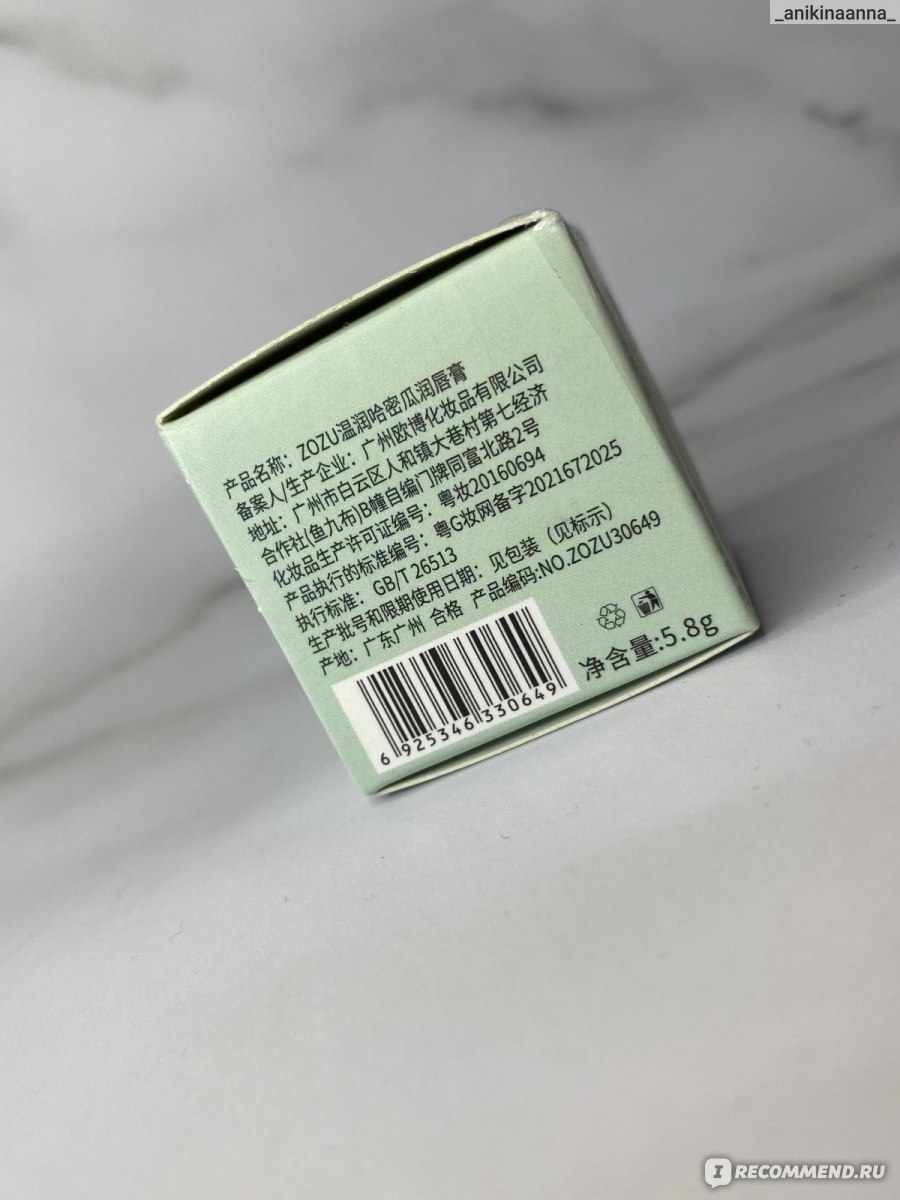 _anikinaanna_
产品名称：ZOZU温润哈密瓜润唇膏
备案人/生产企业：广州欧博化妆品有限公司
地址：广州市白云区人和镇大巷村第七经济
合作社(鱼九布)B幢自编门牌同富北路2号
化妆品生产许可证编号：粤妆20160694
产品执行的标准编号：粤G妆网备字2021672025
执行标准：GB/T 26513
生产批号和限期使用日期：见包装（见标示）
产地：广东广州 合格 产品编码:NO.ZOZU30649
净含量:5.8g
6 925346 330649
IRECOMMEND.RU